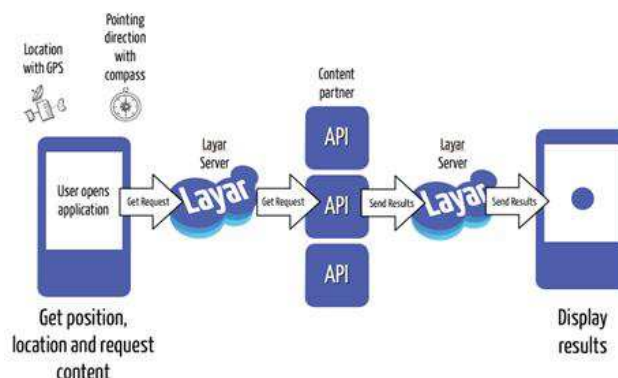 Location
with GPS
Pointing
direction
with
compass
User opens
application
Get Request
Layar
Server
Layar
Get Request
Content
partner
API
API
API
Send Results
Layar
Server
Layar
Send Results
Get position,
location and request
content
Display
results